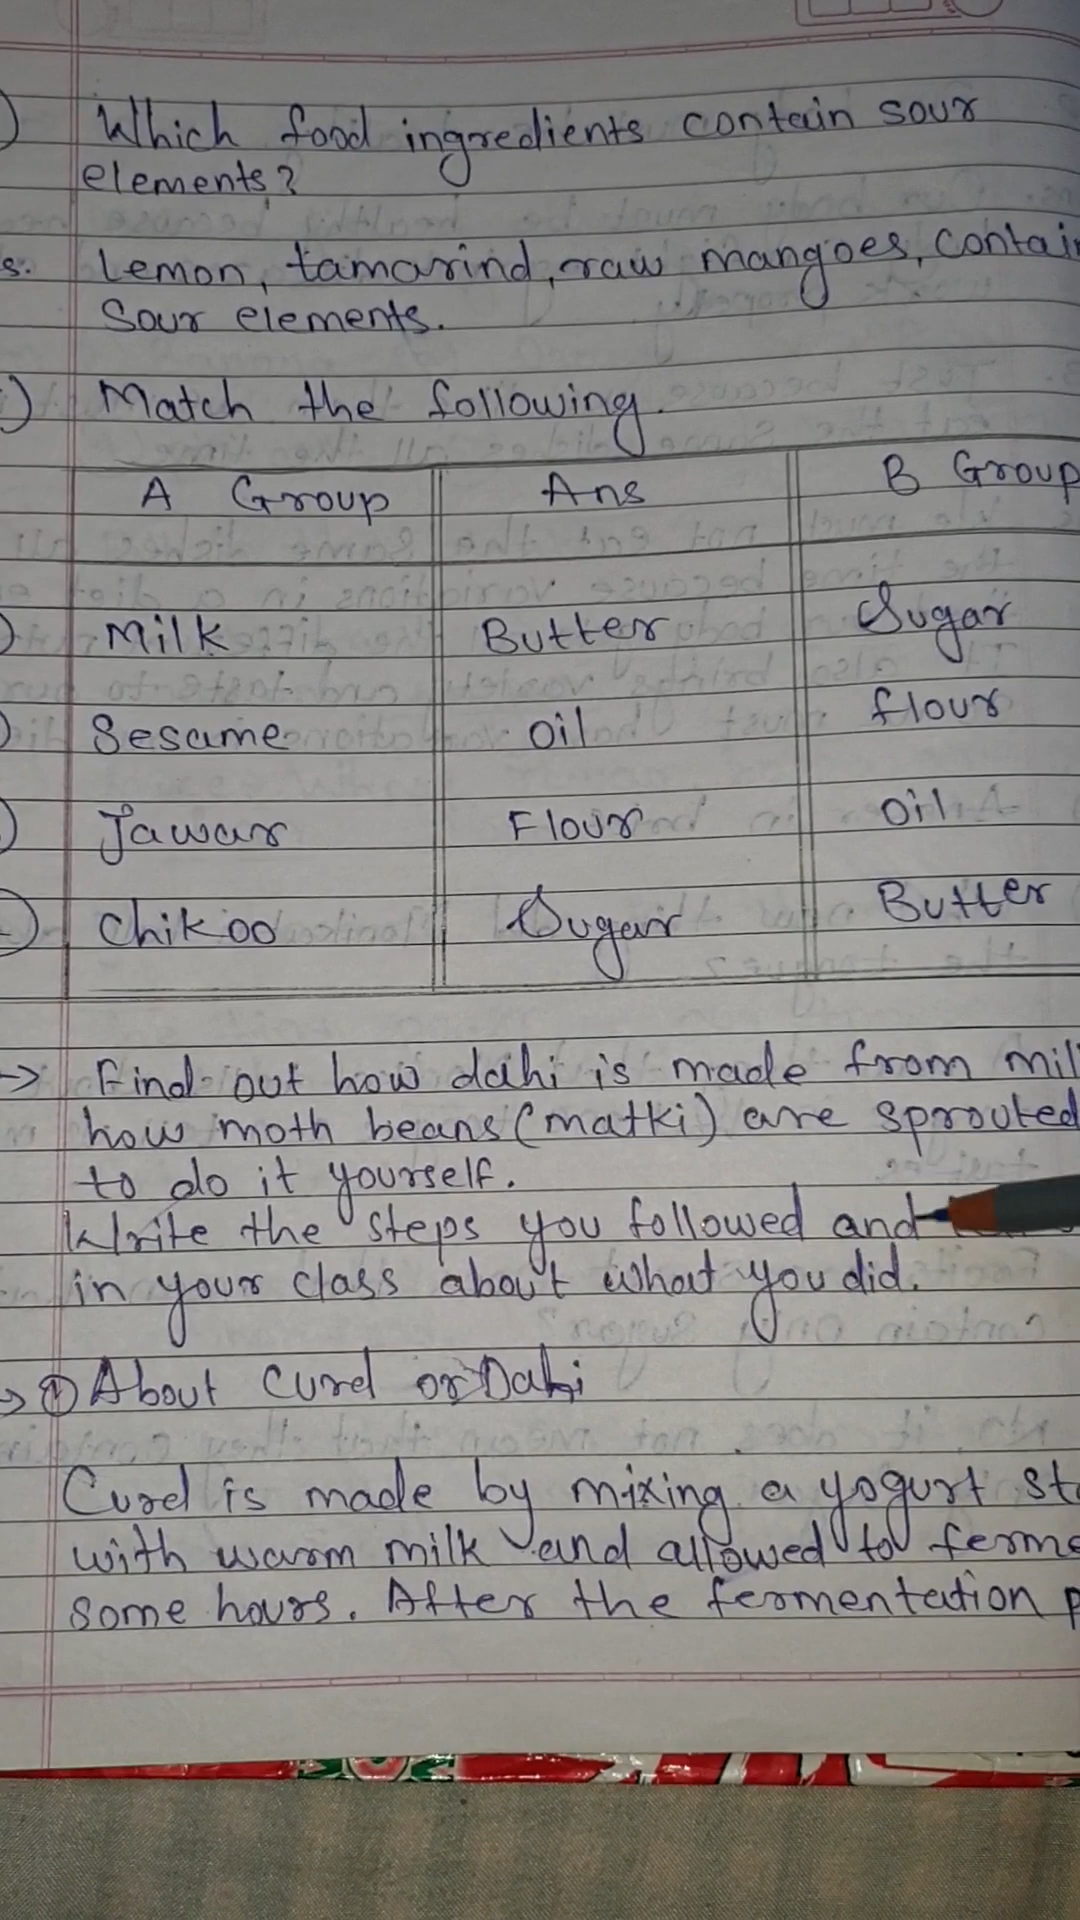 Which food ingredients contain sour
elements?
s. Lemon, tamarind, raw mangoes, contai
Sour elements.
Match the following.
A Group Ans B Group
Milk Butter Sugar
Sesame Oil flour
Jawar Flour Oil
Chikoo Sugar Butter
→ Find out how dahi is made from mil
how moth beans (matki) are sprouted
to do it yourself.
Write the steps you followed and
in your class about what you did.
→ ① About Curd or Dahi
Curd is made by mixing a yogurt st
with warm milk and allowed to ferme
some hours. After the fermentation p